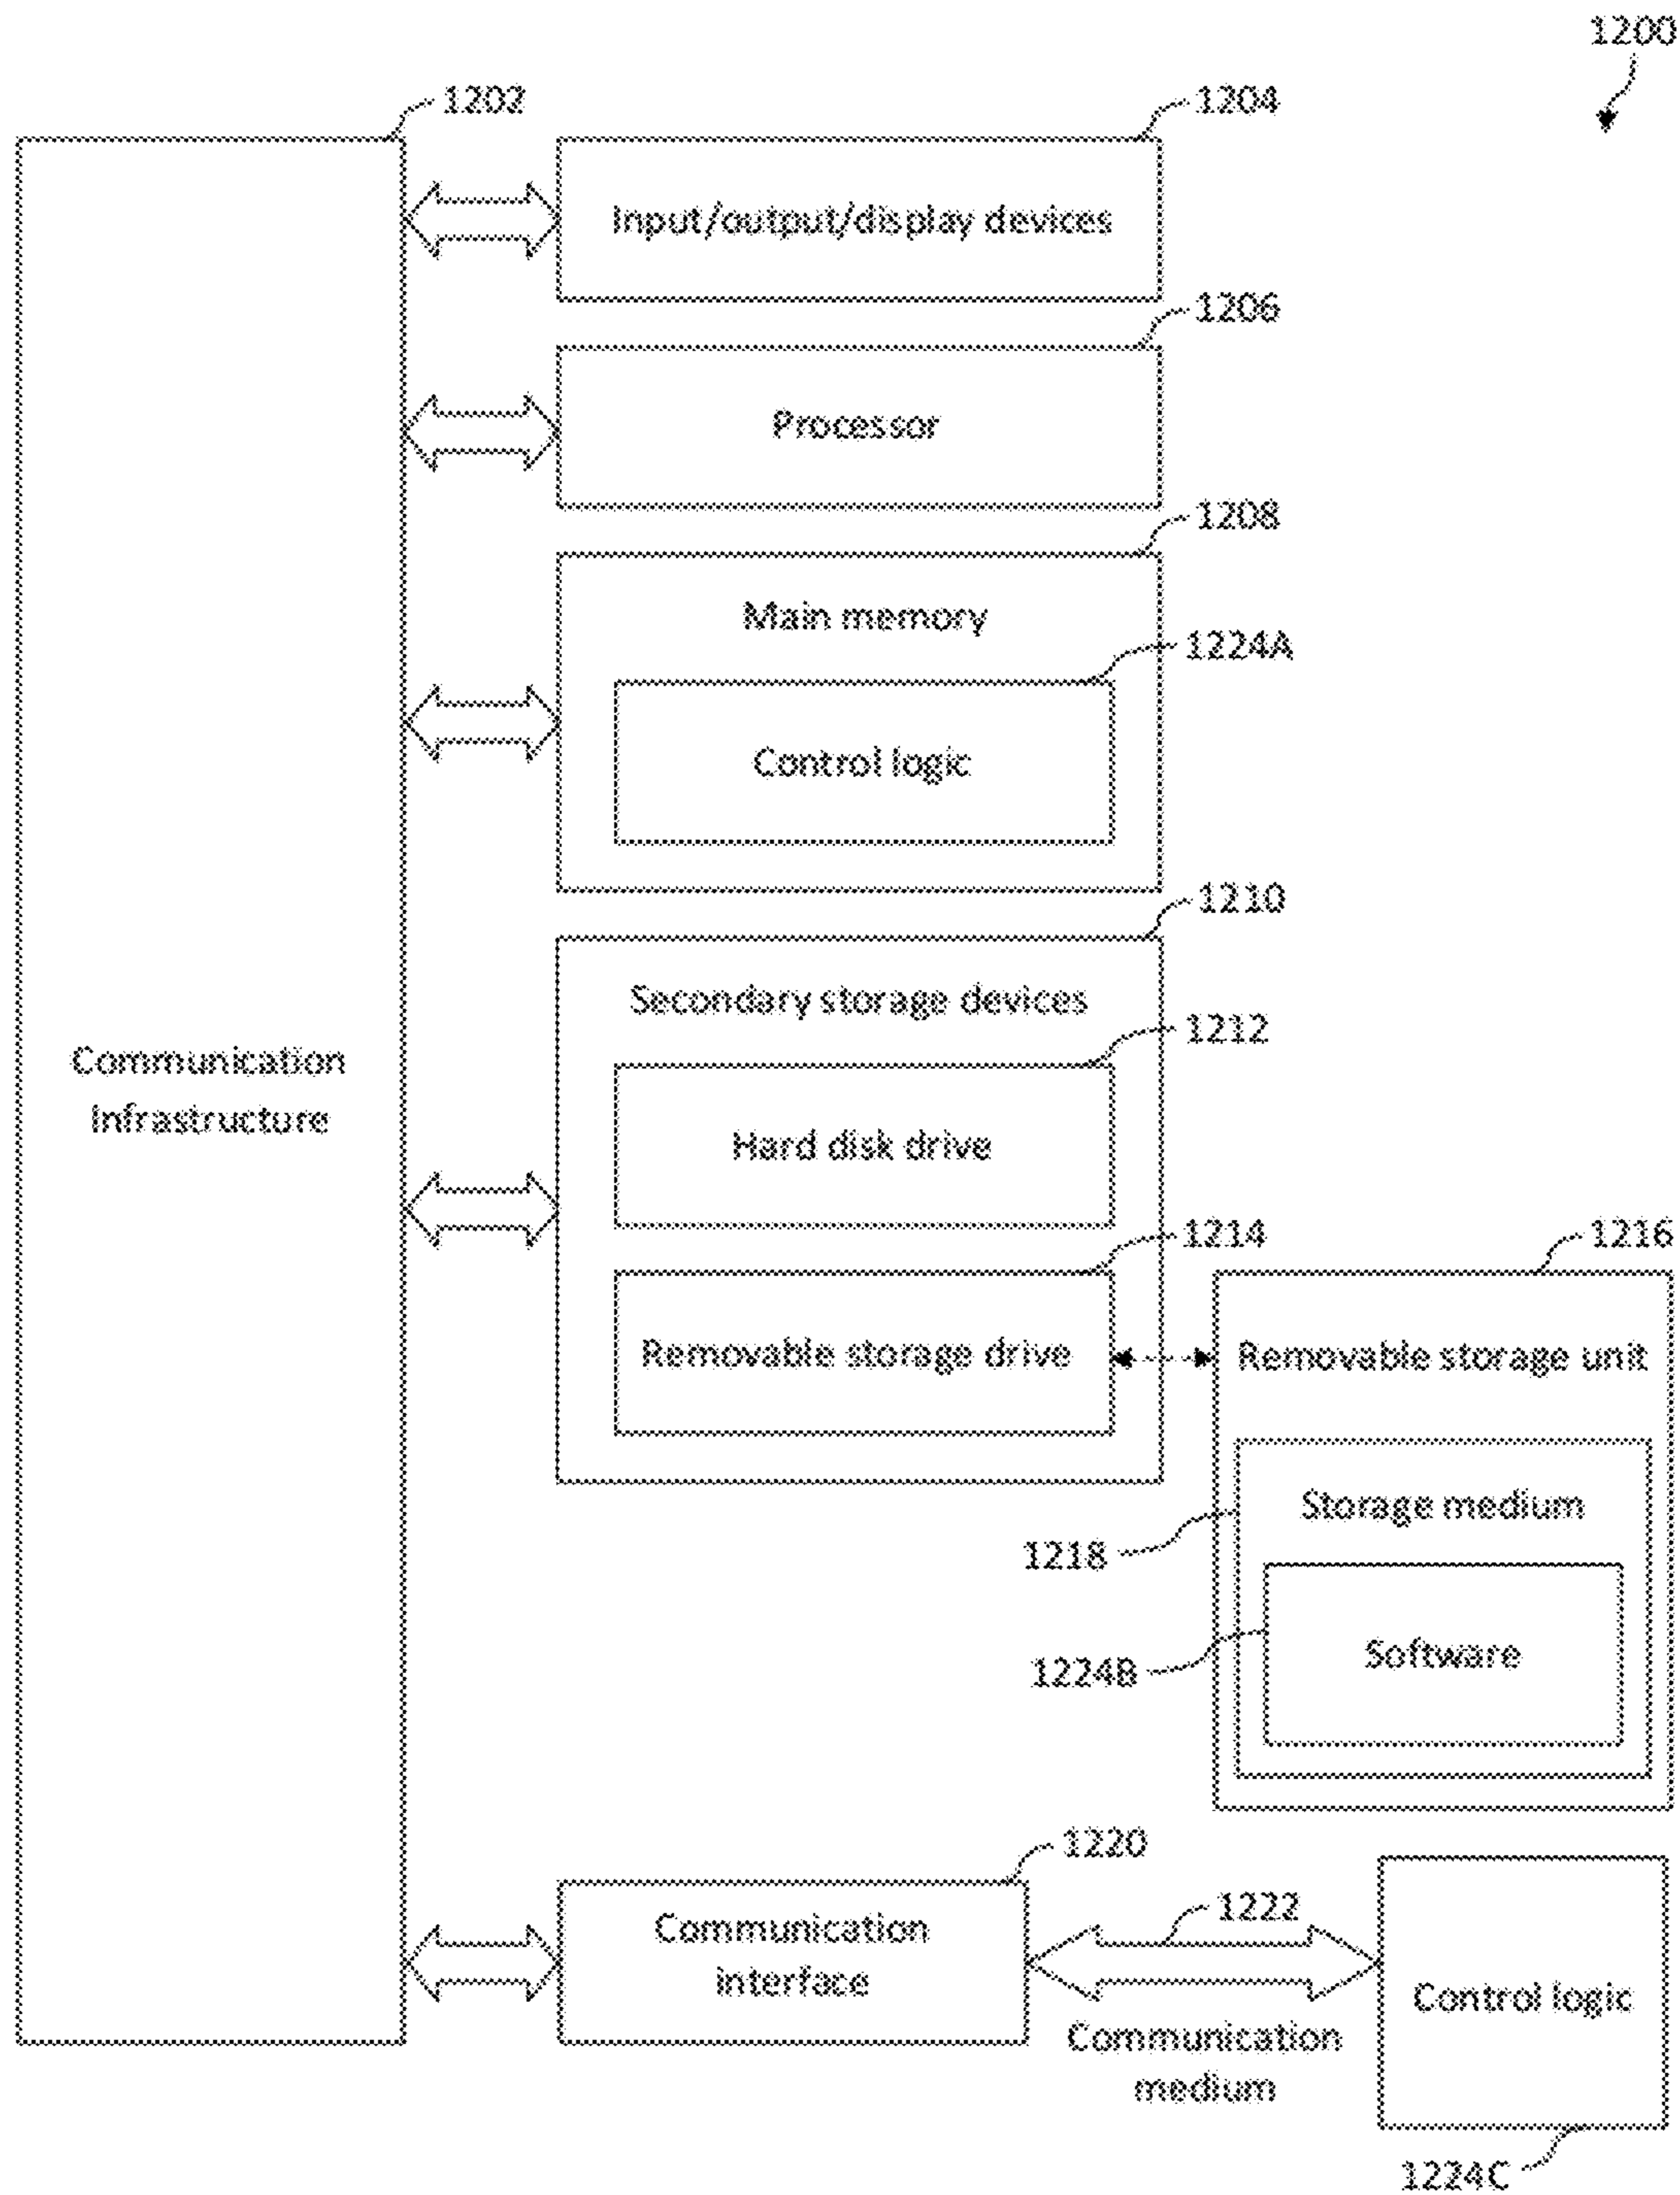 1200
1202
1204
Input/output/display devices
1206
Processor
1208
Main memory
1224A
Control logic
1210
Secondary storage devices
1212
Communication
Infrastructure
Hard disk drive
1214
1216
Removable storage drive
Removable storage unit
Storage medium
1218
Software
1224B
1220
1222
Communication
interface
Control logic
Communication
medium
1224C